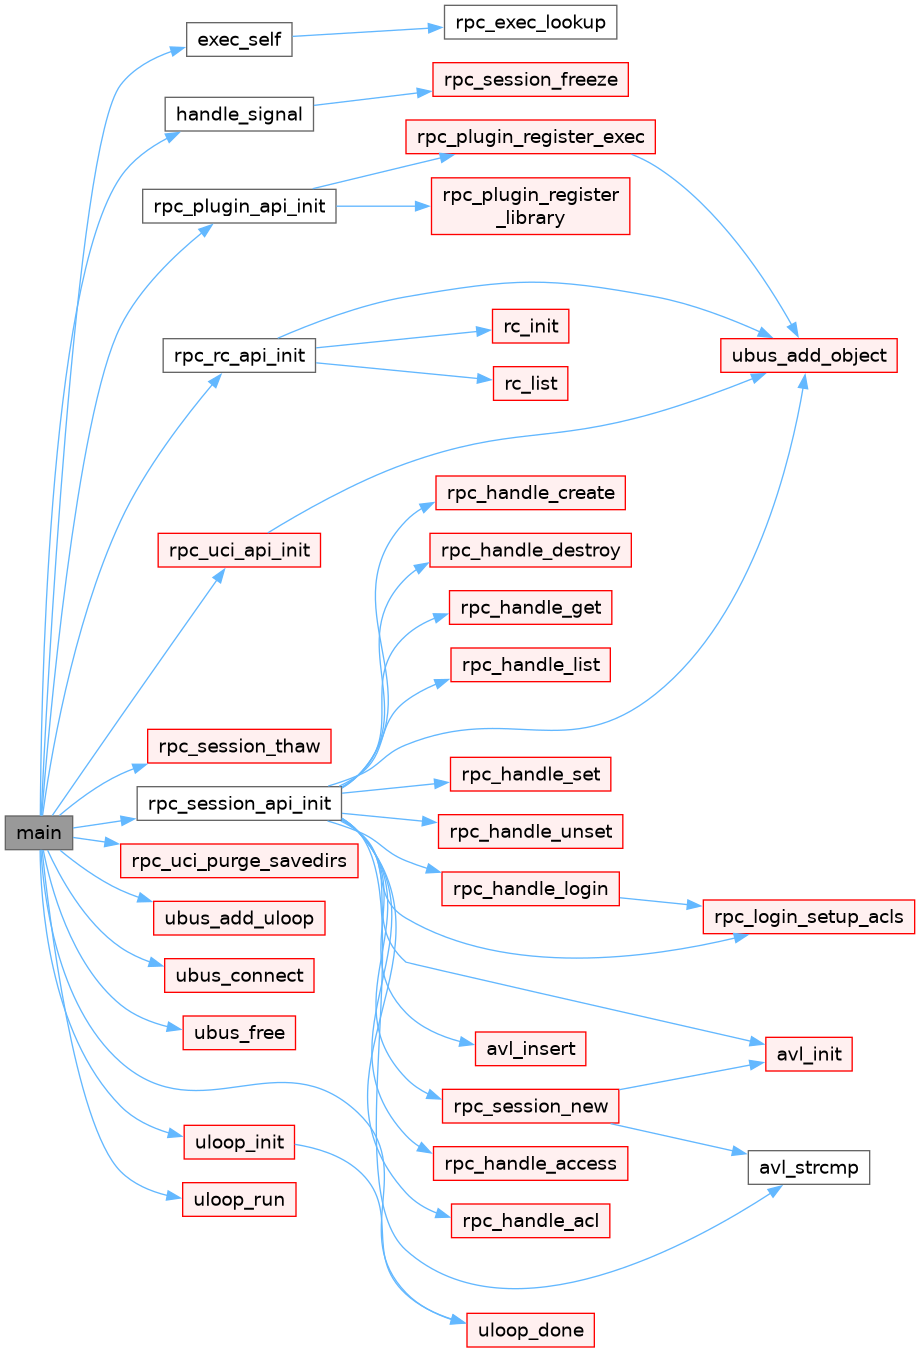 rpc_exec_lookup
exec_self
rpc_session_freeze
handle_signal
rpc_plugin_register_exec
rpc_plugin_api_init
rpc_plugin_register
_library
rc_init
rpc_rc_api_init
ubus_add_object
rc_list
rpc_handle_create
rpc_uci_api_init
rpc_handle_destroy
rpc_handle_get
rpc_handle_list
rpc_session_thaw
rpc_handle_set
rpc_session_api_init
main
rpc_handle_unset
rpc_uci_purge_savedirs
rpc_handle_login
ubus_add_uloop
rpc_login_setup_acls
ubus_connect
ubus_free
avl_insert
avl_init
rpc_session_new
uloop_init
rpc_handle_access
avl_strcmp
uloop_run
rpc_handle_acl
uloop_done